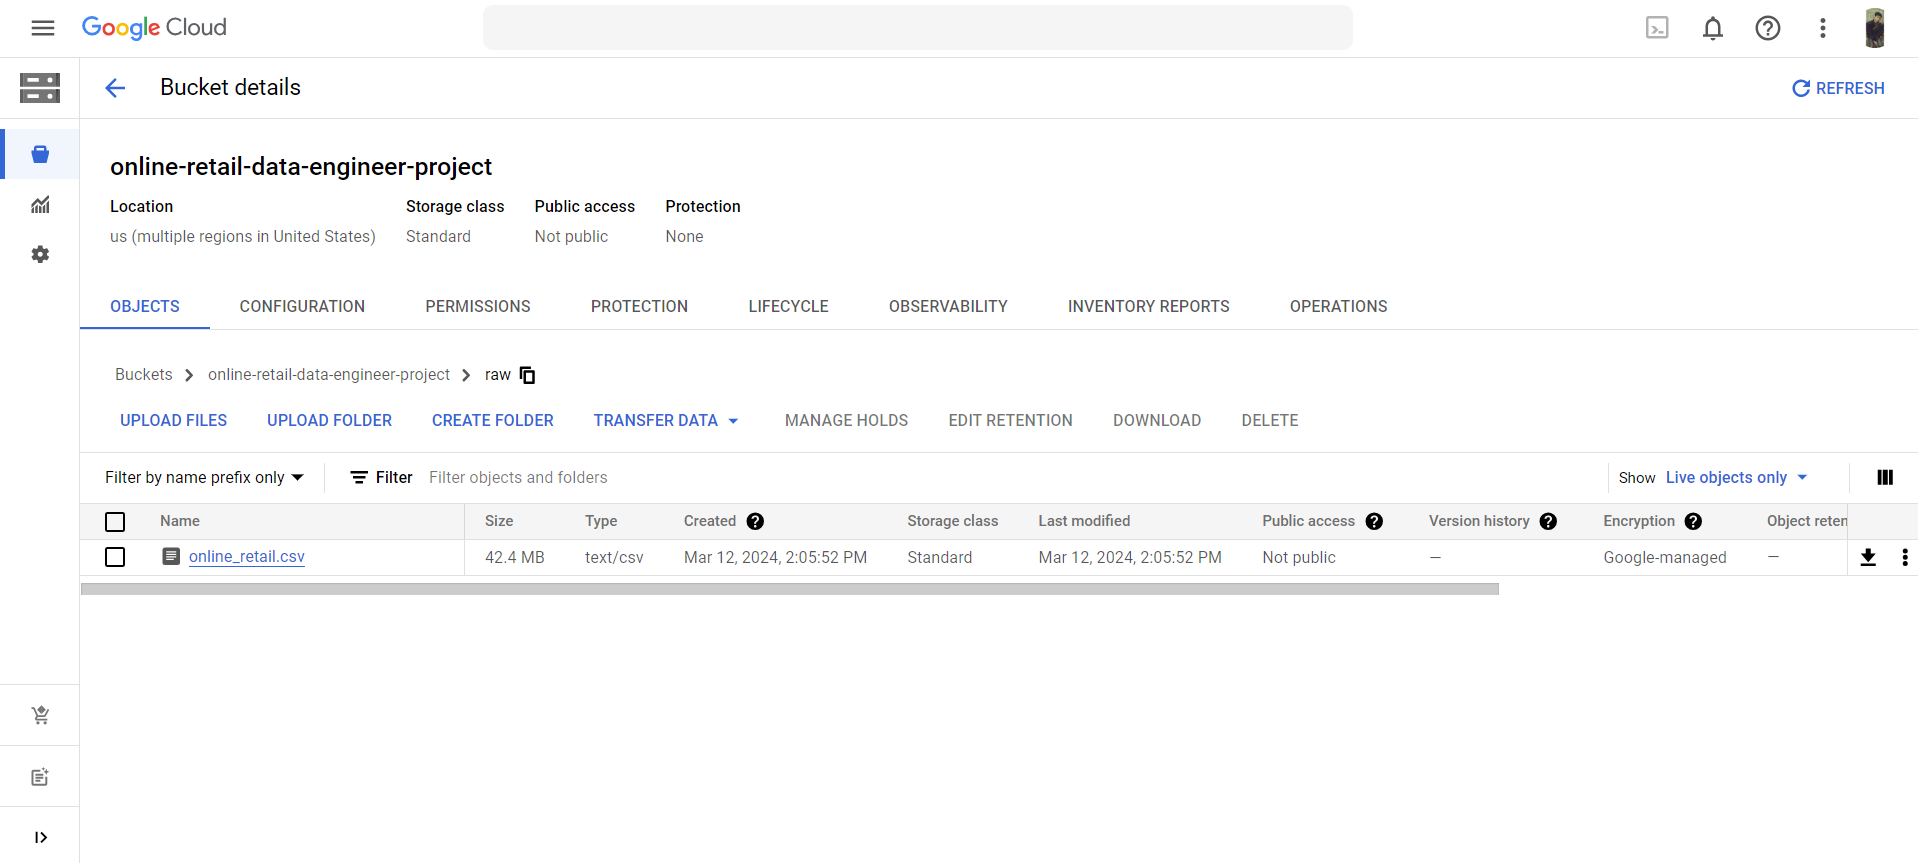 Google Cloud
Bucket details
REFRESH
online-retail-data-engineer-project
Location Storage class Public access Protection
us (multiple regions in United States) Standard Not public None
OBJECTS CONFIGURATION PERMISSIONS PROTECTION LIFECYCLE OBSERVABILITY INVENTORY REPORTS OPERATIONS
Buckets online-retail-data-engineer-project raw
UPLOAD FILES UPLOAD FOLDER CREATE FOLDER TRANSFER DATA MANAGE HOLDS EDIT RETENTION DOWNLOAD DELETE
Filter by name prefix only Filter Filter objects and folders Show Live objects only
Name Size Type Created Storage class Last modified Public access Version history Encryption Object reten
online_retail.csv 42.4 MB text/csv Mar 12, 2024, 2:05:52 PM Standard Mar 12, 2024, 2:05:52 PM Not public — Google-managed —